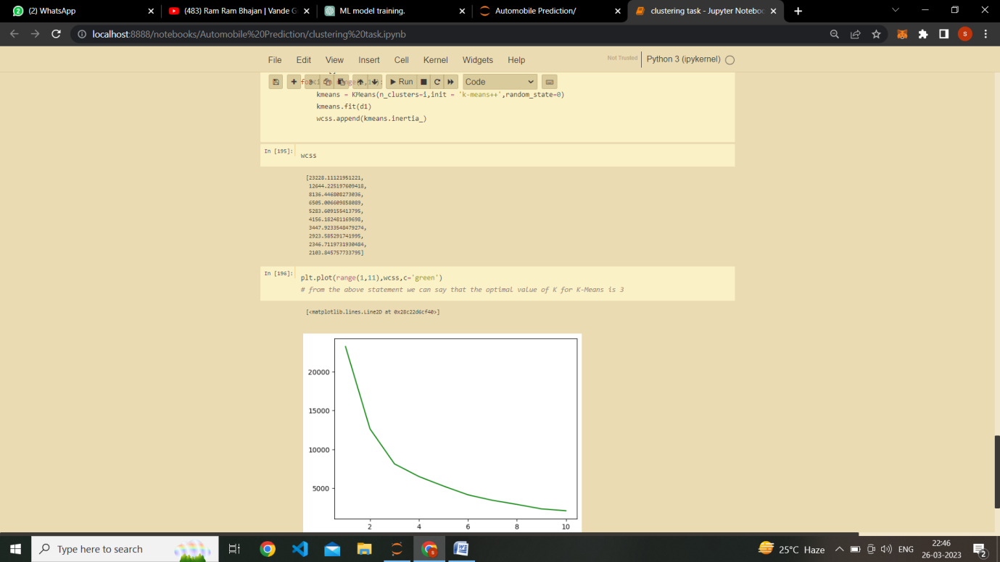 (2) WhatsApp
(483) Ram Ram Bhajan | Vande G
ML model training.
Automobile Prediction/
clustering task - Jupyter Noteboo
localhost:8888/notebooks/Automobile%20Prediction/clustering%20task.ipynb
S
File Edit View Insert Cell Kernel Widgets Help
Not Trusted
Python 3 (ipykernel)
Run
Code
kmeans = KMeans(n_clusters=i,init = 'k-means++',random_state=0)
kmeans.fit(d1)
wcss.append(kmeans.inertia_)
In [195]:
wcss
[23228.11121951221,
12644.225197609418,
8136.446808273036,
6505.006609858089,
5283.609155413795,
4156.182481169698,
3447.9233548479274,
2923.585291741995,
2346.7119731930484,
2103.845757733795]
In [196]:
plt.plot(range(1,11),wcss,c='green')
# from the above statement we can say that the optimal value of K for K-Means is 3
[<matplotlib.lines.Line2D at 0x28c22d6cf40>]
20000
15000
10000
5000
2 4 6 8 10
Type here to search
25°C Haze
ENG
22:46
26-03-2023
2